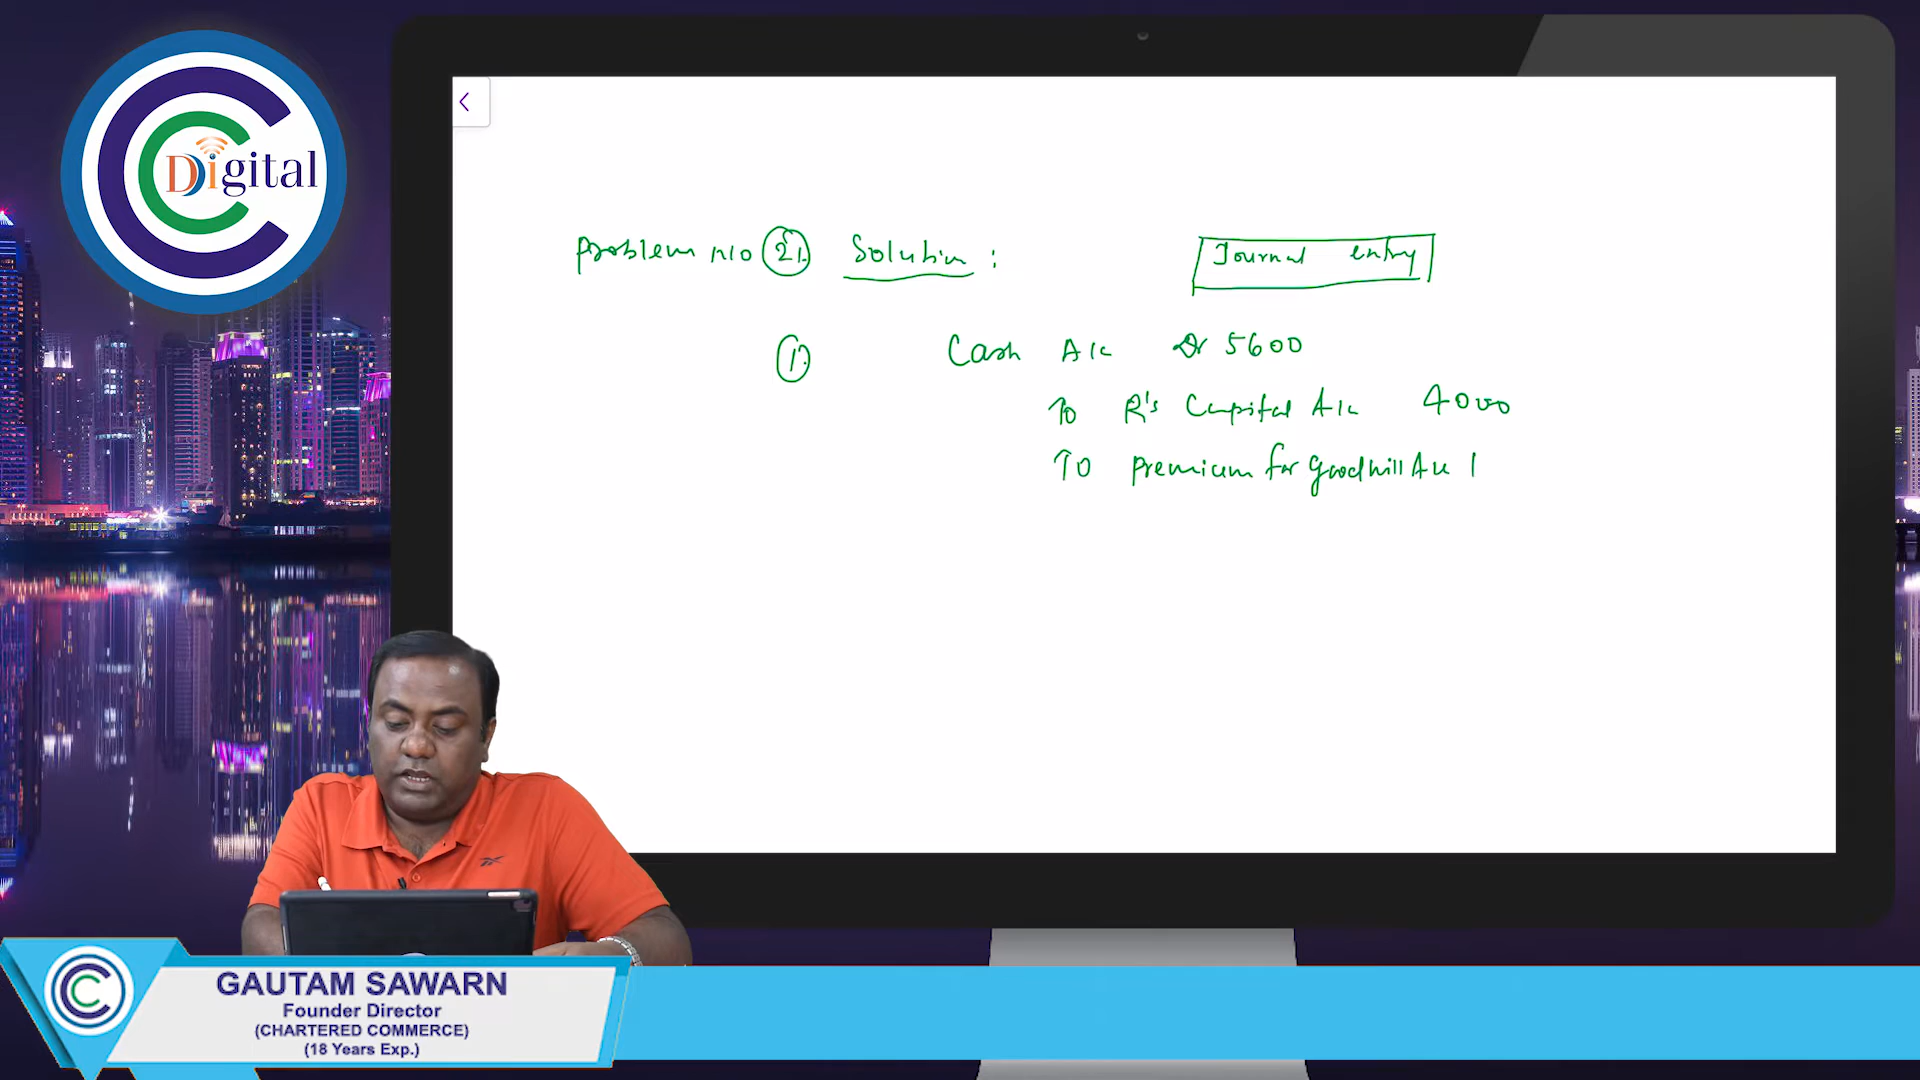 Digital
Problem No 21. Solution : Journal entry
1. Cash A/c Dr 5600
To R's Capital A/c 4000
To Premium for Goodwill A/c 1
GAUTAM SAWARN
Founder Director
(CHARTERED COMMERCE)
(18 Years Exp.)